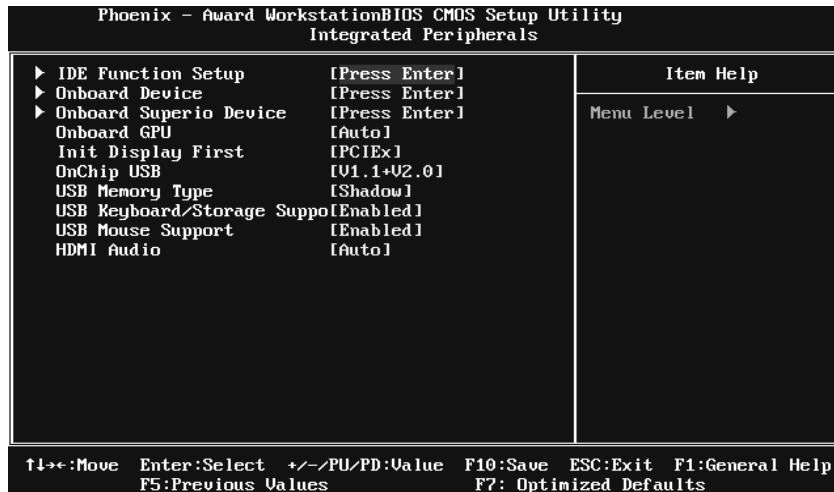 Phoenix - Award WorkstationBIOS CMOS Setup Utility
Integrated Peripherals
▶ IDE Function Setup [Press Enter]
▶ Onboard Device [Press Enter]
▶ Onboard Superio Device [Press Enter]
Onboard GPU [Auto]
Init Display First [PCIEx]
OnChip USB [V1.1+V2.0]
USB Memory Type [Shadow]
USB Keyboard/Storage Suppo[Enabled]
USB Mouse Support [Enabled]
HDMI Audio [Auto]
Item Help
Menu Level ▶
↑↓→←:Move Enter:Select +/-/PU/PD:Value F10:Save ESC:Exit F1:General Help
F5:Previous Values F7: Optimized Defaults